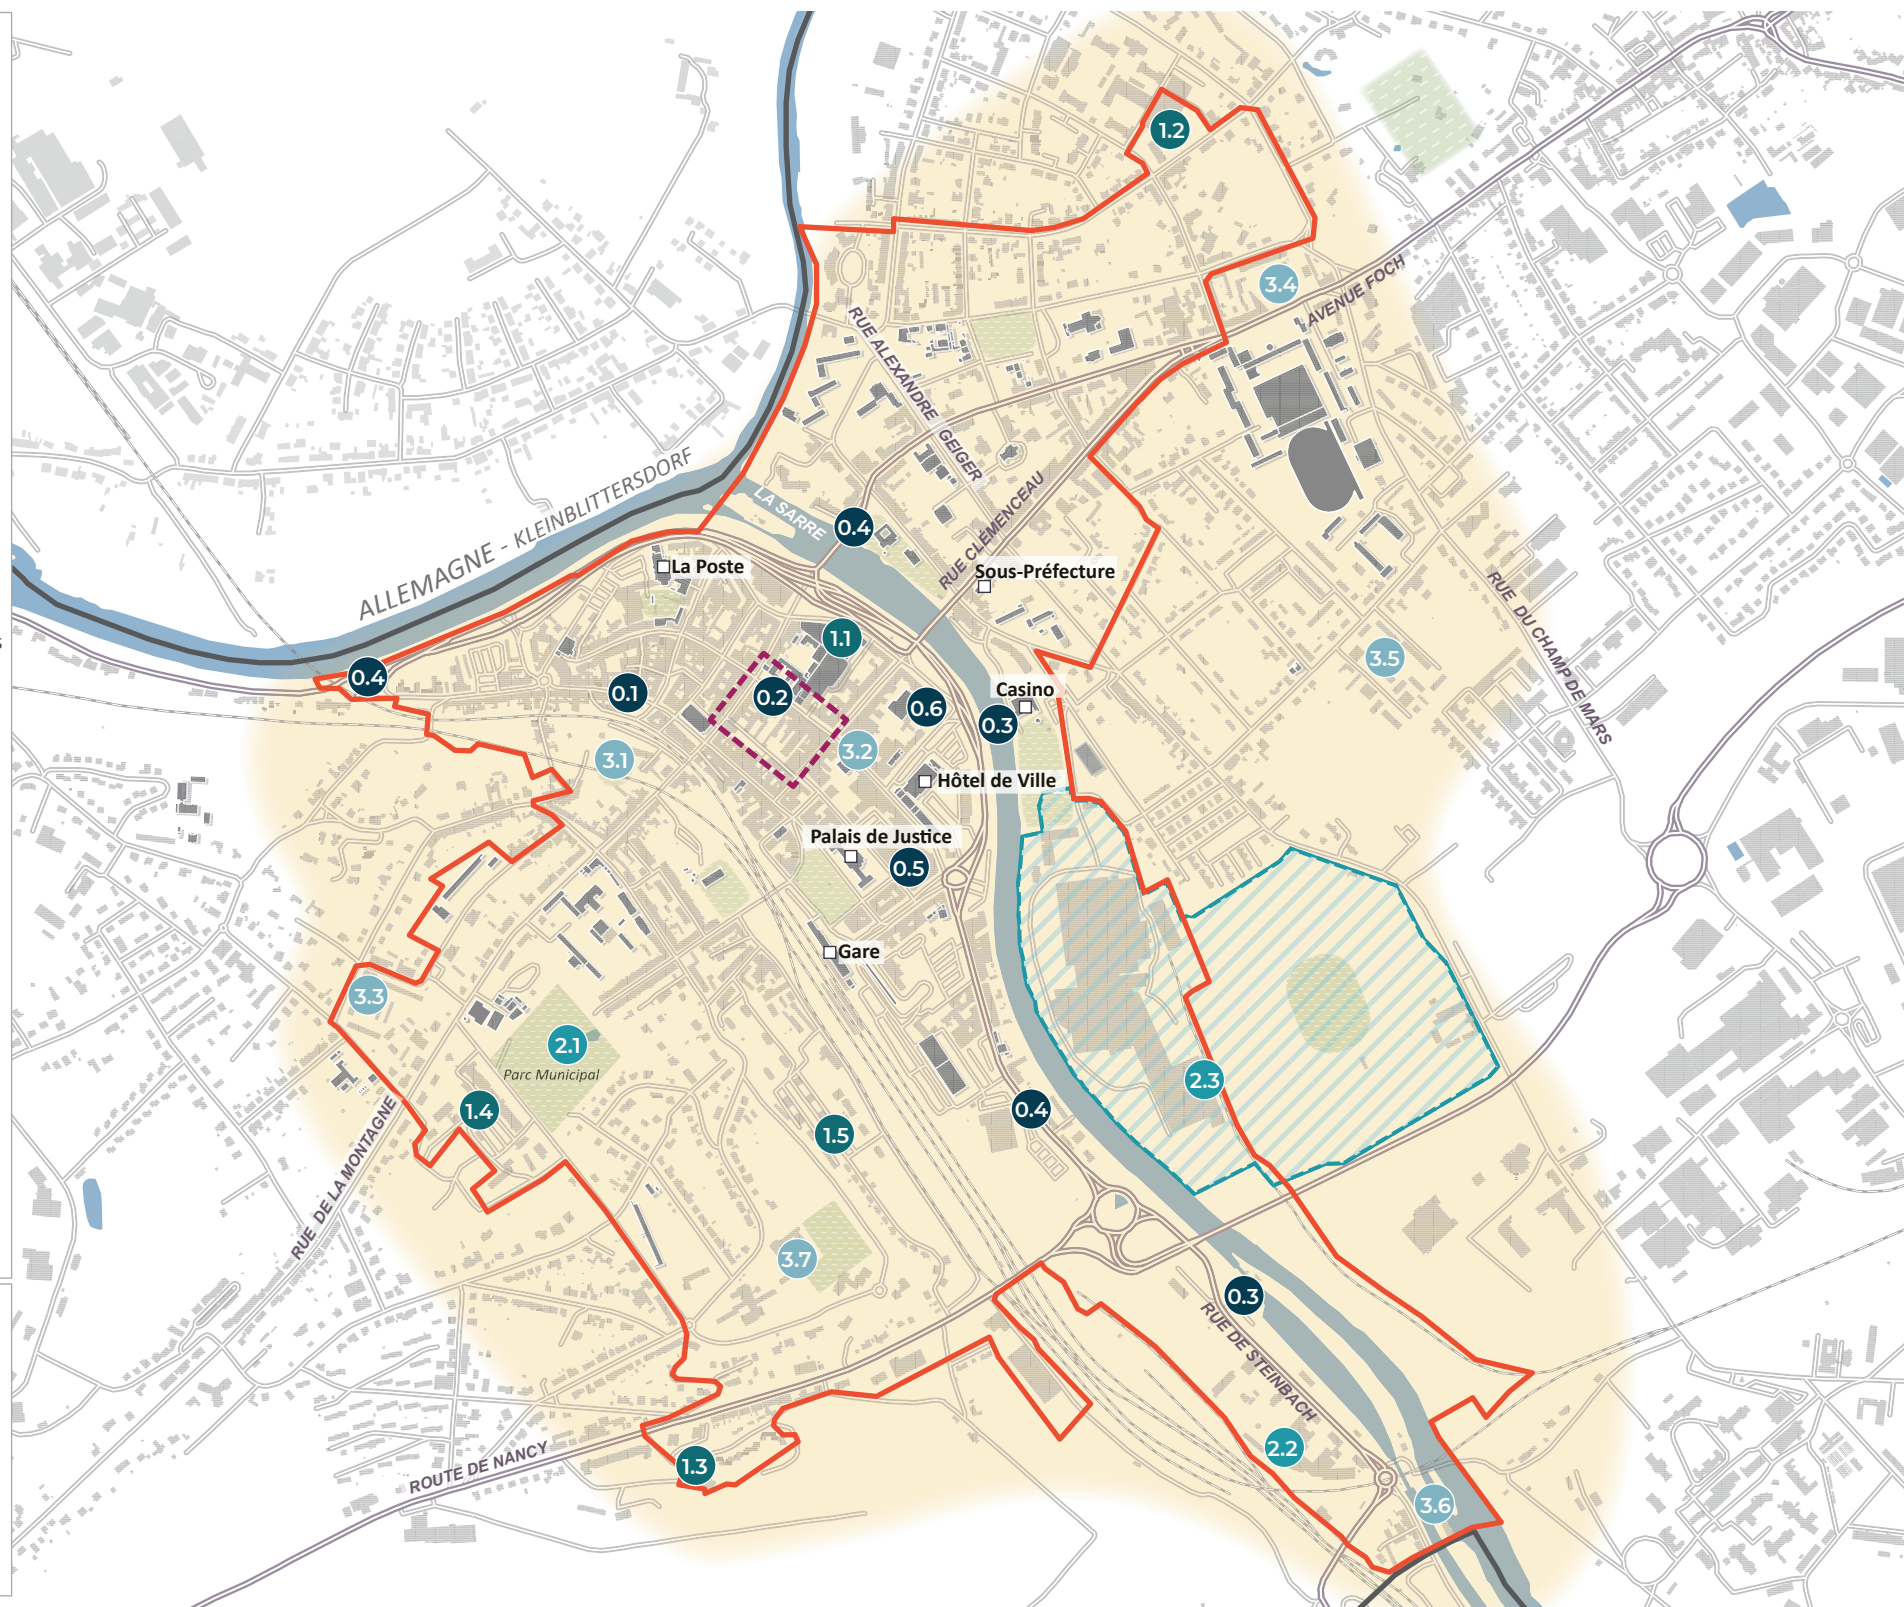 1.2
3.4
AVENUE FOCH
RUE ALEXANDRE GEIGER
ALLEMAGNE - KLEINBLITTERSDORF
LA SARRE
0.4
RUE CLÉMENCEAU
La Poste
Sous-Préfecture
RUE DU CHAMP DE MARS
1.1
3.5
0.4
0.1
0.2
0.6
Casino
0.3
3.1
3.2
Hôtel de Ville
Palais de Justice
0.5
Gare
3.3
2.1
Parc Municipal
2.3
1.4
0.4
1.5
RUE DE LA MONTAGNE
3.7
0.3
RUE DE STEINBACH
2.2
ROUTE DE NANCY
1.3
3.6